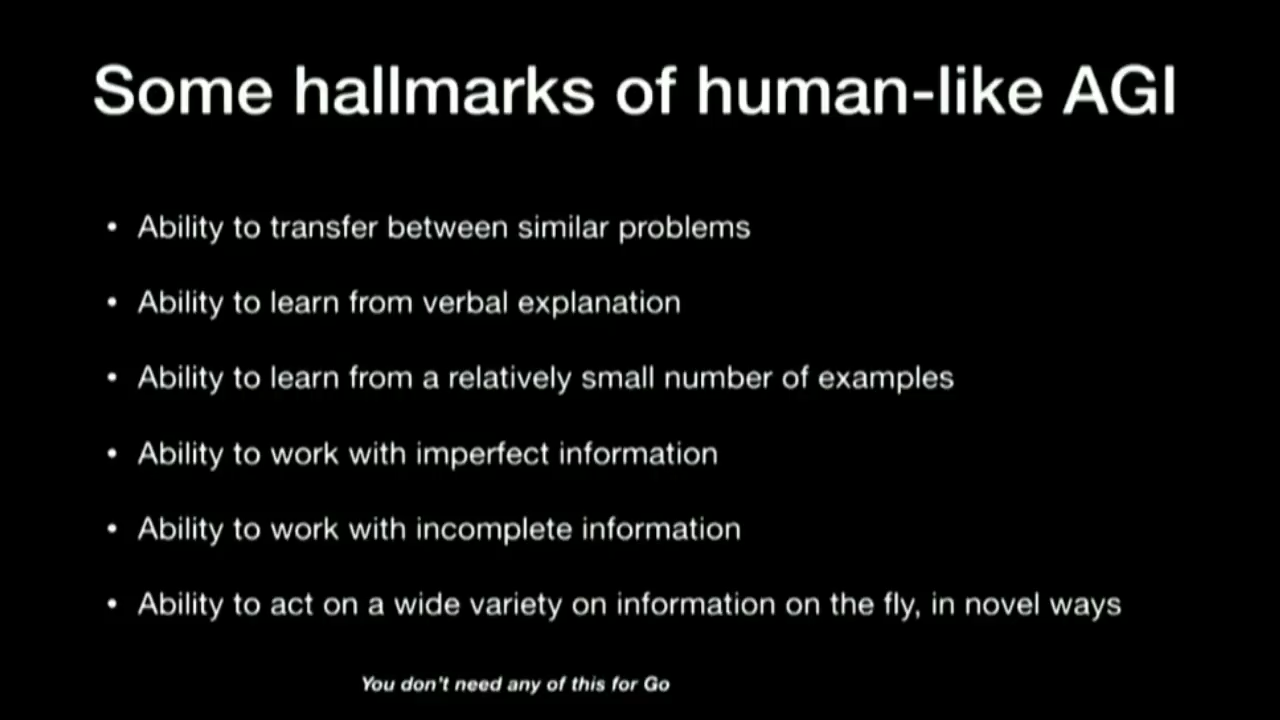 Some hallmarks of human-like AGI
• Ability to transfer between similar problems
• Ability to learn from verbal explanation
• Ability to learn from a relatively small number of examples
• Ability to work with imperfect information
• Ability to work with incomplete information
• Ability to act on a wide variety on information on the fly, in novel ways
You don't need any of this for Go